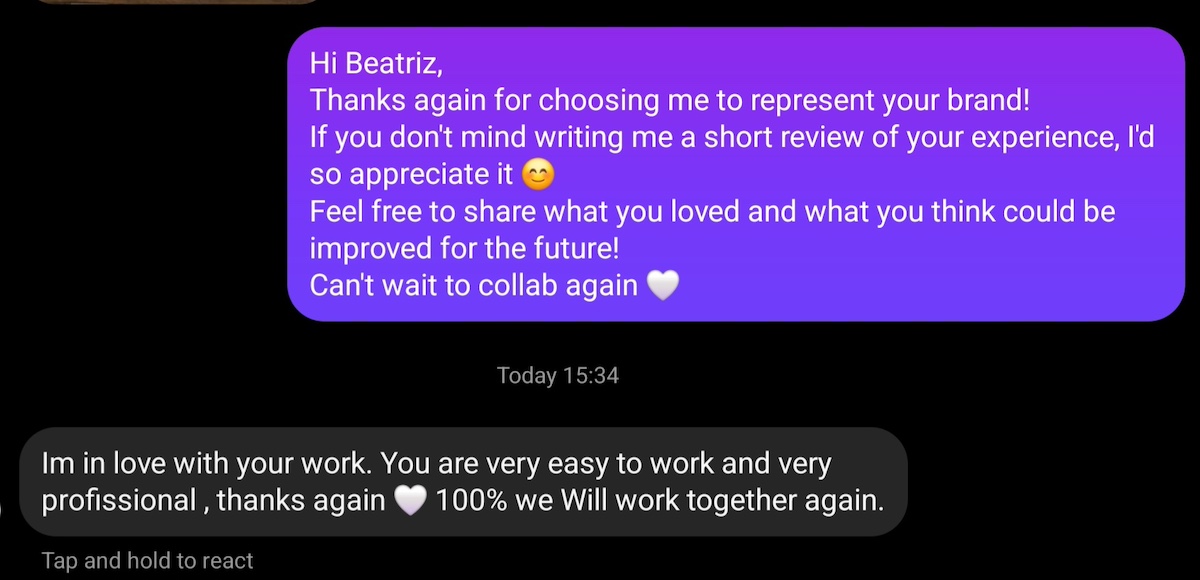 Hi Beatriz,
Thanks again for choosing me to represent your brand!
If you don't mind writing me a short review of your experience, I'd
so appreciate it 😊
Feel free to share what you loved and what you think could be
improved for the future!
Can't wait to collab again 🤍
Today 15:34
Im in love with your work. You are very easy to work and very
profissional , thanks again 🤍 100% we Will work together again.
Tap and hold to react